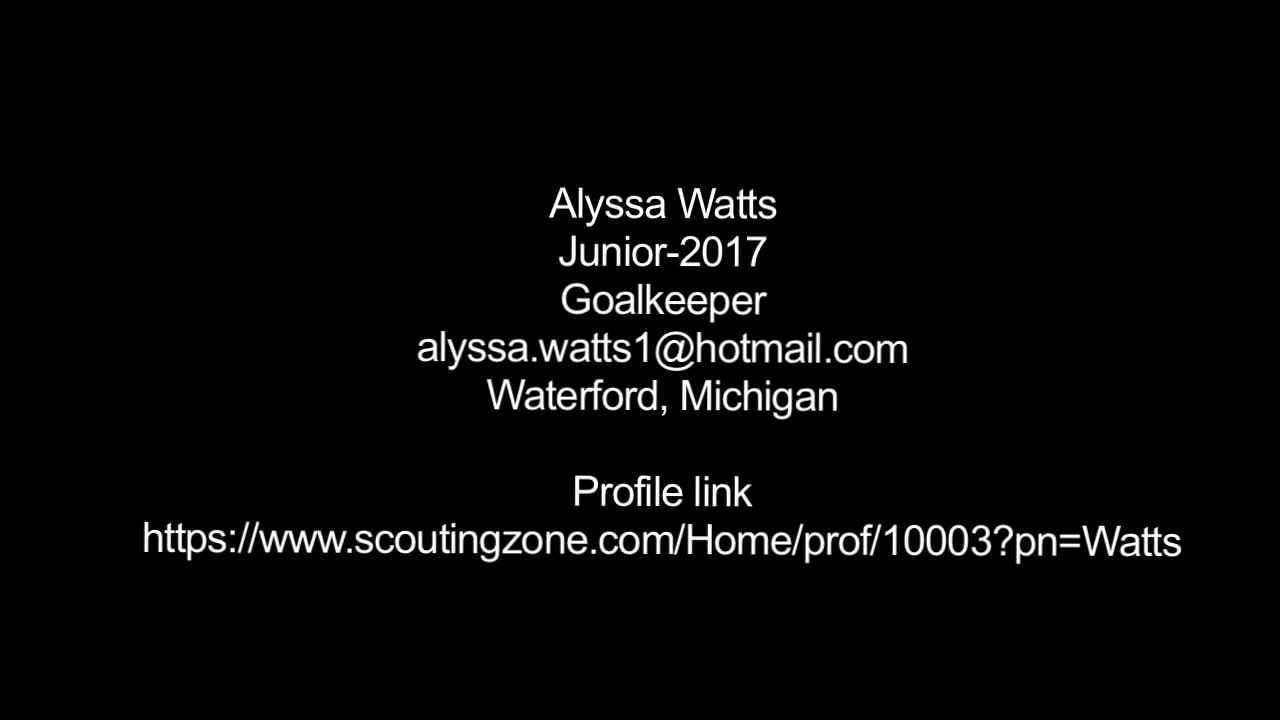 Alyssa Watts
Junior-2017
Goalkeeper
alyssa.watts1@hotmail.com
Waterford, Michigan
Profile link
https://www.scoutingzone.com/Home/prof/10003?pn=Watts